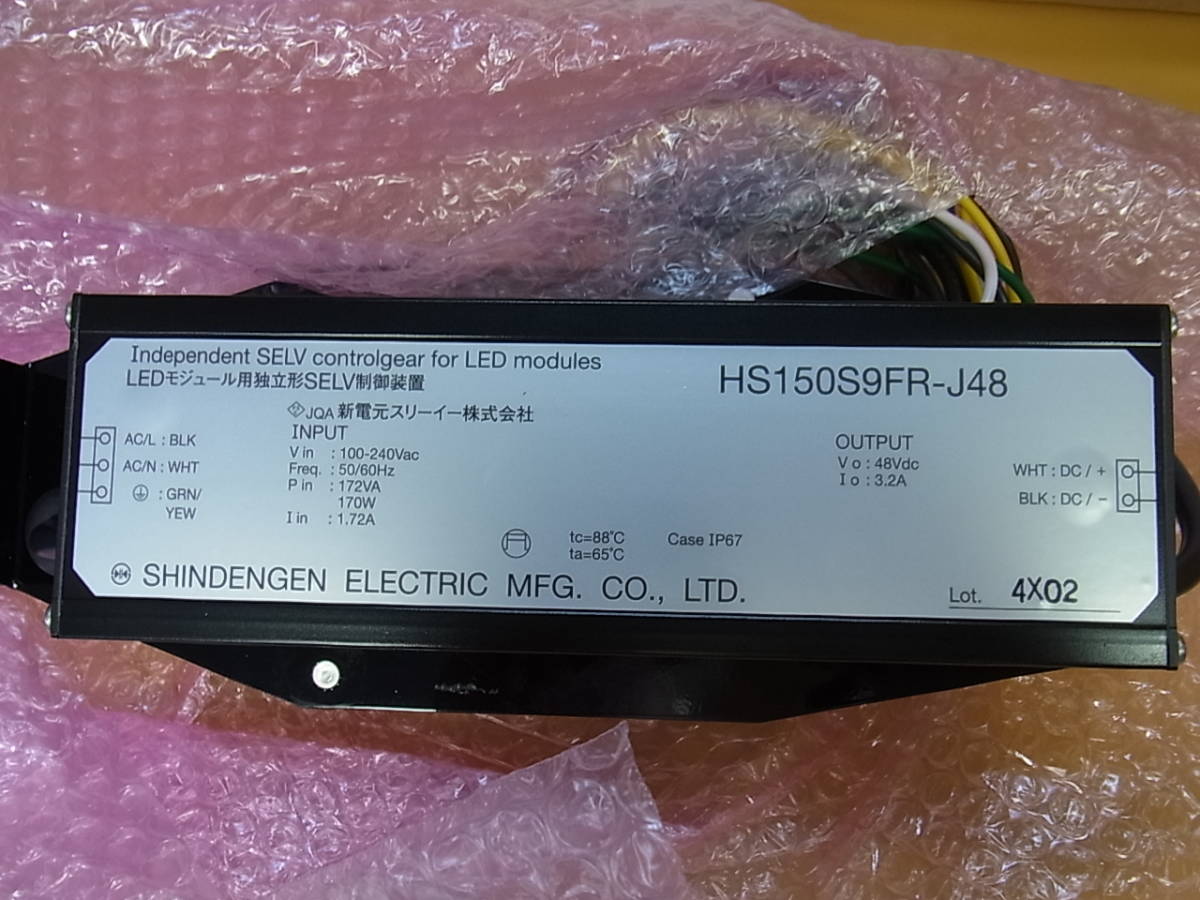 Independent SELV controlgear for LED modules
LEDモジュール用独立形SELV制御装置
HS150S9FR-J48
JQA 新電元スリーイー株式会社
AC/L : BLK
AC/N : WHT
: GRN/
YEW
INPUT
V in : 100-240Vac
Freq. : 50/60Hz
P in : 172VA
170W
I in : 1.72A
OUTPUT
V o : 48Vdc
I o : 3.2A
WHT : DC / +
BLK : DC / −
tc=88℃
ta=65℃
Case IP67
SHINDENGEN ELECTRIC MFG. CO., LTD.
Lot. 4X02